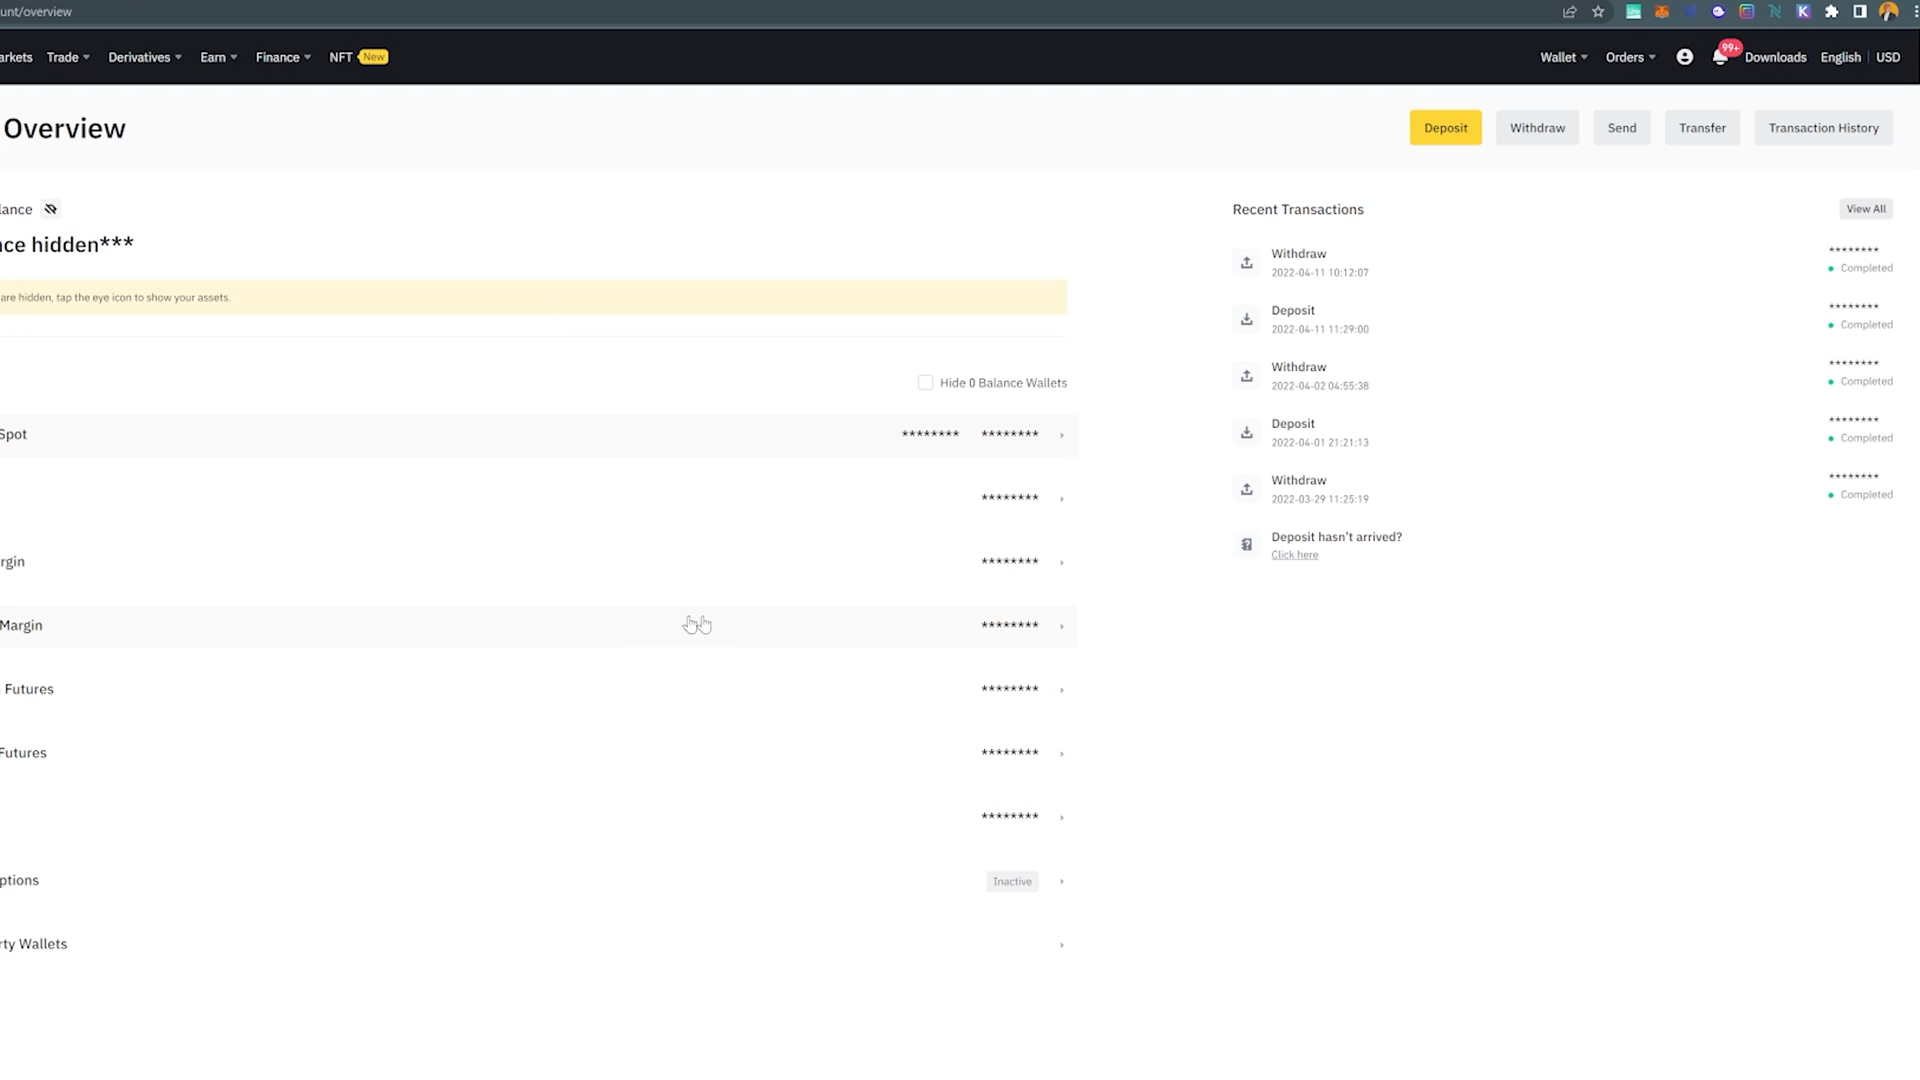 unt/overview
arkets Trade Derivatives Earn Finance NFT New Wallet Orders 99+ Downloads English | USD
Overview
Deposit Withdraw Send Transfer Transaction History
lance
nce hidden***
are hidden, tap the eye icon to show your assets.
Hide 0 Balance Wallets
Spot ******** ********
********
rgin ********
Margin ********
Futures ********
Futures ********
********
ptions Inactive
rty Wallets
Recent Transactions View All
Withdraw ********
2022-04-11 10:12:07 Completed
Deposit ********
2022-04-11 11:29:00 Completed
Withdraw ********
2022-04-02 04:55:38 Completed
Deposit ********
2022-04-01 21:21:13 Completed
Withdraw ********
2022-03-29 11:25:19 Completed
Deposit hasn't arrived?
Click here